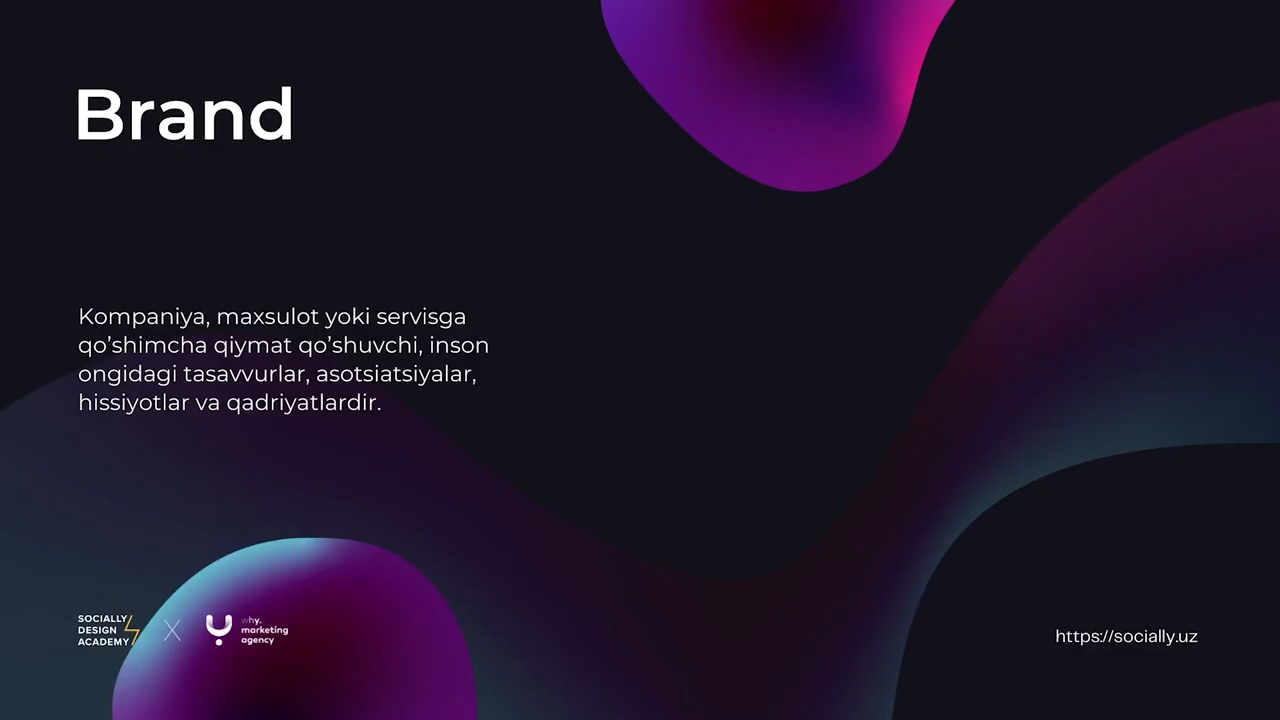 Brand
Kompaniya, maxsulot yoki servisga
qo’shimcha qiymat qo’shuvchi, inson
ongidagi tasavvurlar, asotsiatsiyalar,
hissiyotlar va qadriyatlardir.
SOCIALLY
DESIGN
ACADEMY
why.
marketing
agency
https://socially.uz